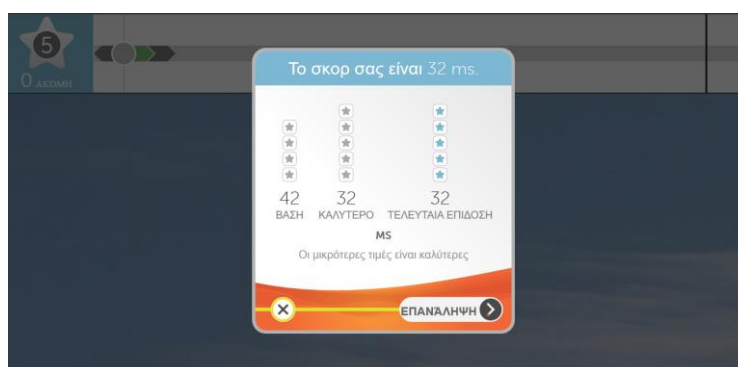 5
0 ΑΚΟΜΗ
Το σκορ σας είναι 32 ms.
42 32 32
ΒΑΣΗ ΚΑΛΥΤΕΡΟ ΤΕΛΕΥΤΑΙΑ ΕΠΙΔΟΣΗ
MS
Οι μικρότερες τιμές είναι καλύτερες
ΕΠΑΝΆΛΗΨΗ